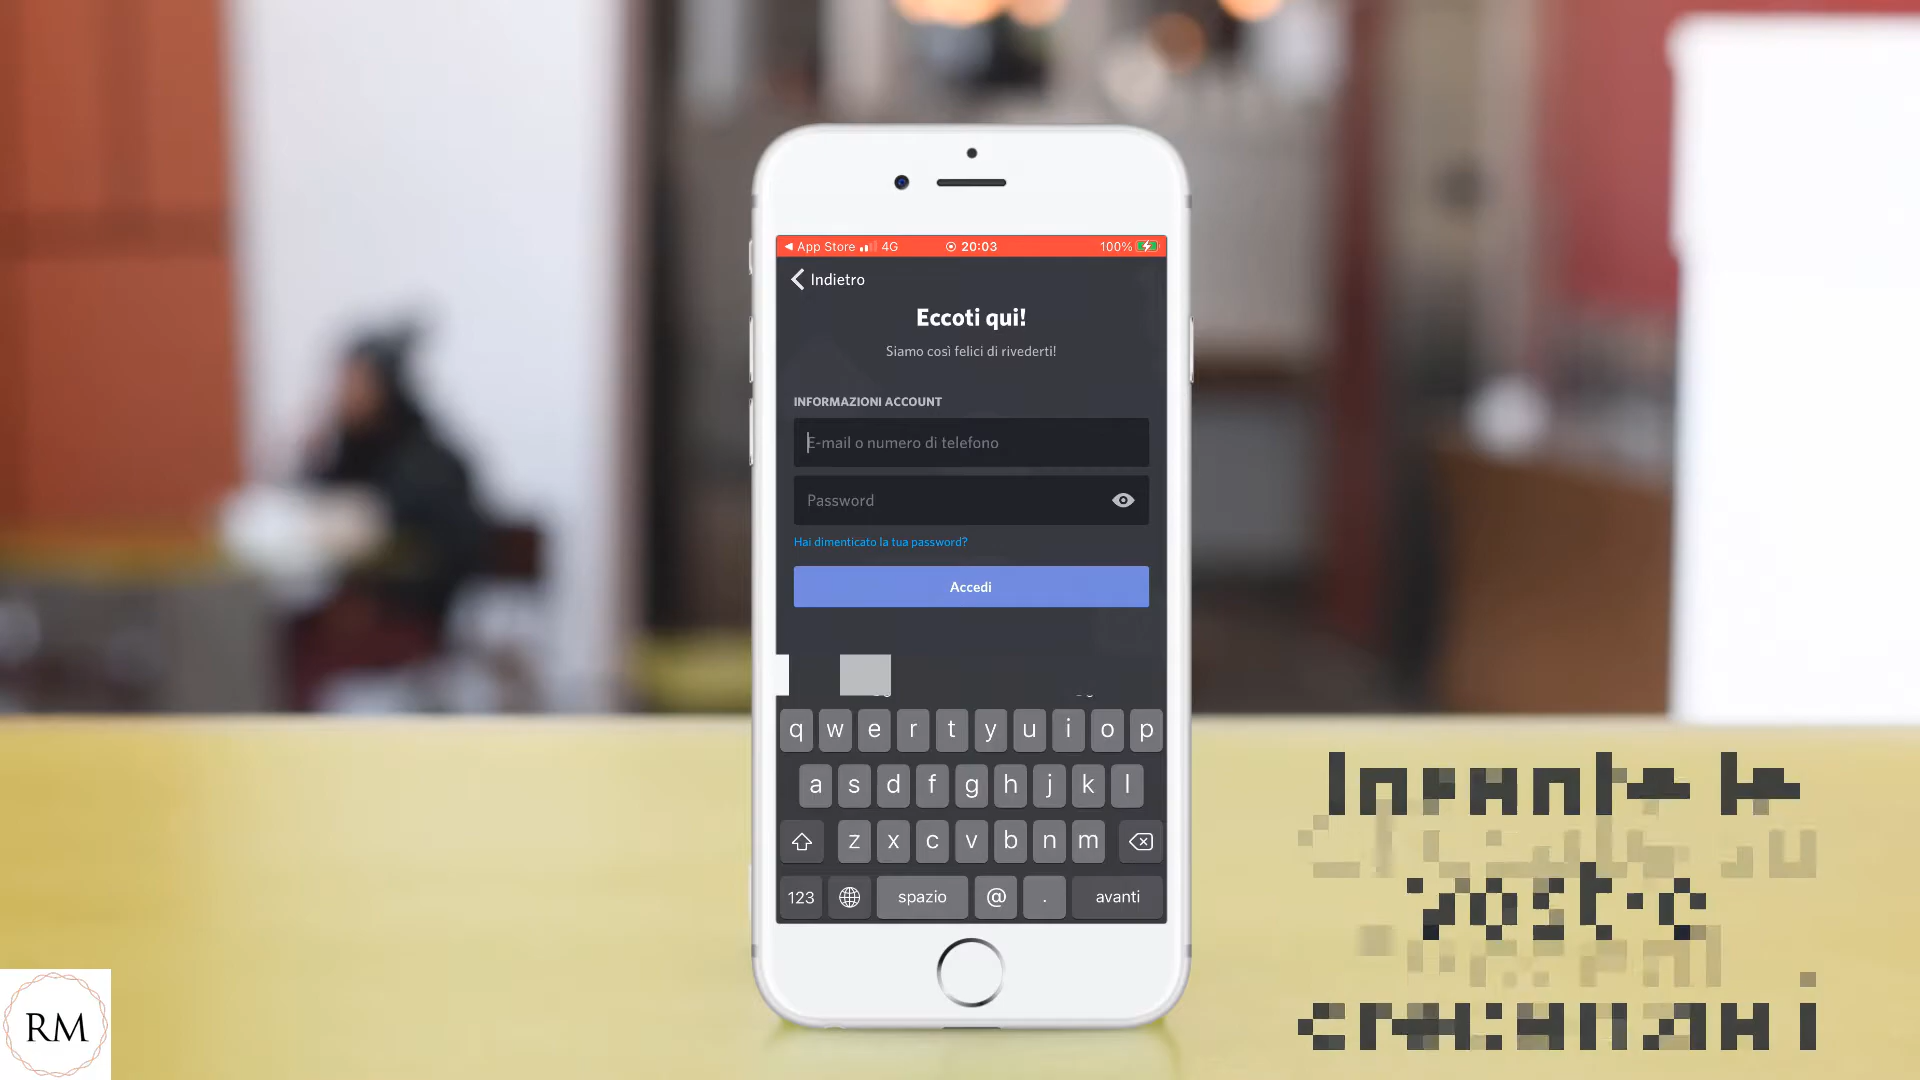 App Store 4G 20:03 100%
Indietro
Eccoti qui!
Siamo così felici di rivederti!
INFORMAZIONI ACCOUNT
E-mail o numero di telefono
Password
Hai dimenticato la tua password?
Accedi
q w e r t y u i o p
a s d f g h j k l
z x c v b n m
123 spazio @ . avanti
RM